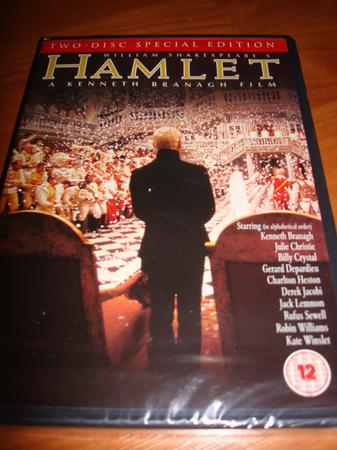 TWO-DISC SPECIAL EDITION
WILLIAM SHAKESPEARE'S
HAMLET
A KENNETH BRANAGH FILM
Starring (in alphabetical order)
Kenneth Branagh
Julie Christie
Billy Crystal
Gerard Depardieu
Charlton Heston
Derek Jacobi
Jack Lemmon
Rufus Sewell
Robin Williams
Kate Winslet
12